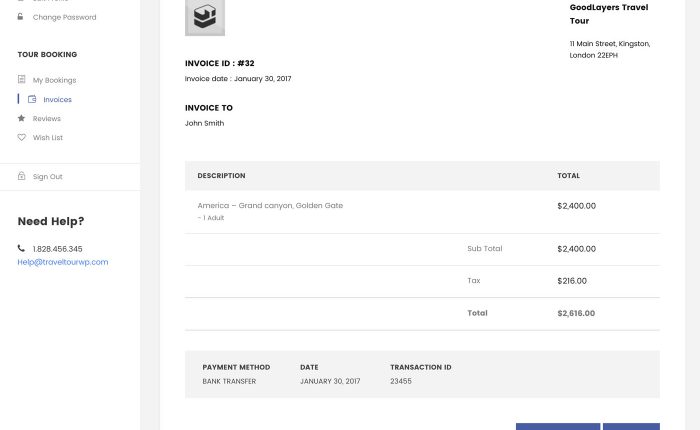 Change Password
TOUR BOOKING
My Bookings
Invoices
Reviews
Wish List
Sign Out
Need Help?
1.828.456.345
Help@traveltourwp.com
GoodLayers Travel
Tour
11 Main Street, Kingston,
London 22EPH
INVOICE ID : #32
Invoice date : January 30, 2017
INVOICE TO
John Smith
DESCRIPTION TOTAL
America – Grand canyon, Golden Gate $2,400.00
- 1 Adult
Sub Total $2,400.00
Tax $216.00
Total $2,616.00
PAYMENT METHOD DATE TRANSACTION ID
BANK TRANSFER JANUARY 30, 2017 23455